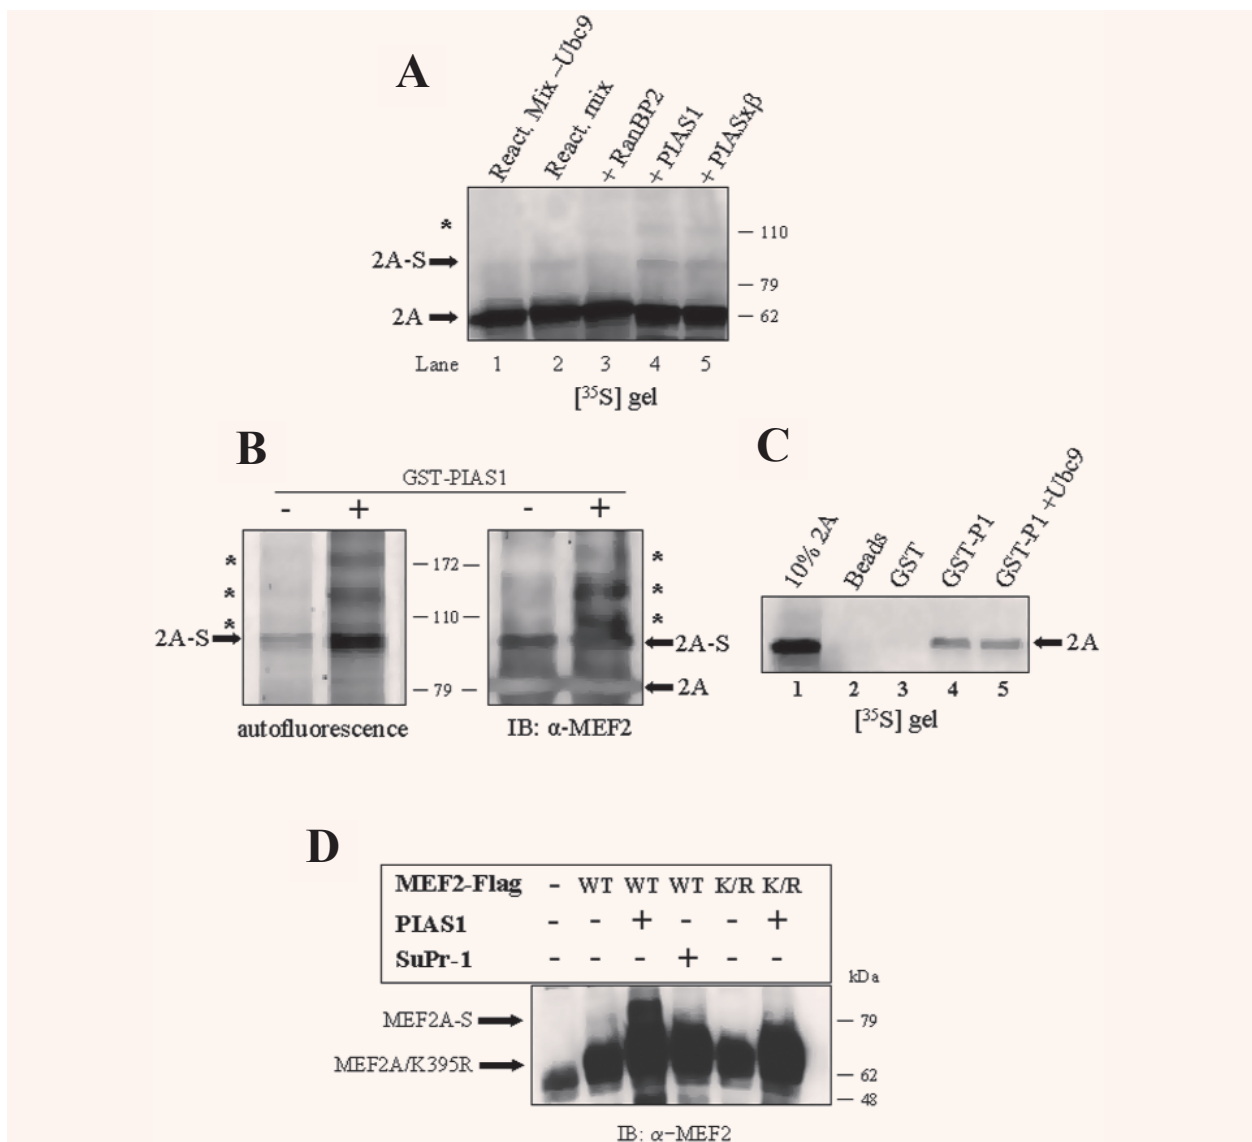 A
React. Mix –Ubc9
React. mix
+ RanBP2
+ PIAS1
+ PIASxβ
*
2A-S
2A
110
79
62
Lane 1 2 3 4 5
[³⁵S] gel
B
GST-PIAS1
- + - +
* 172 *
* *
* 110 *
2A-S 2A-S
79 2A
autofluorescence IB: α-MEF2
C
10% 2A
Beads
GST
GST-P1
GST-P1 +Ubc9
2A
1 2 3 4 5
[³⁵S] gel
D
MEF2-Flag - WT WT WT K/R K/R
PIAS1 - - + - - +
SuPr-1 - - - + - -
kDa
MEF2A-S 79
MEF2A/K395R 62
48
IB: α−MEF2